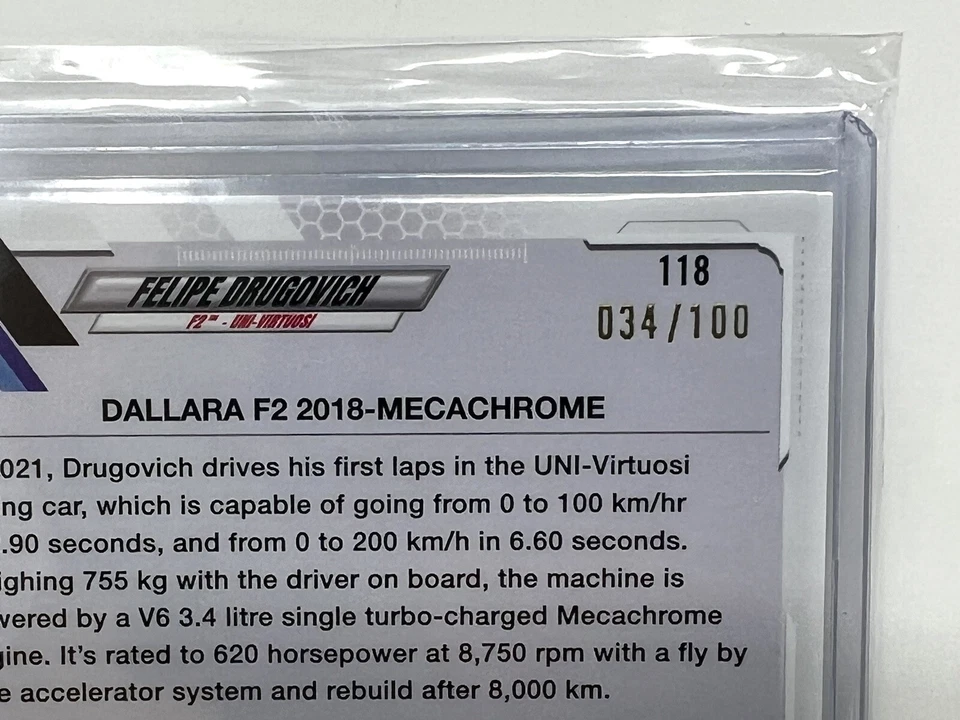 118
FELIPE DRUGOVICH
F2™ - UNI-VIRTUOSI
034/100
DALLARA F2 2018-MECACHROME
021, Drugovich drives his first laps in the UNI-Virtuosi
ng car, which is capable of going from 0 to 100 km/hr
.90 seconds, and from 0 to 200 km/h in 6.60 seconds.
ighing 755 kg with the driver on board, the machine is
wered by a V6 3.4 litre single turbo-charged Mecachrome
gine. It's rated to 620 horsepower at 8,750 rpm with a fly by
e accelerator system and rebuild after 8,000 km.